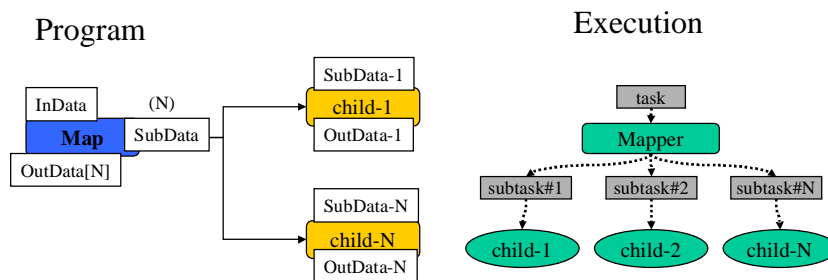 Program
InData
(N)
Map
SubData
OutData[N]
SubData-1
child-1
OutData-1
SubData-N
child-N
OutData-N
Execution
task
Mapper
subtask#1
subtask#2
subtask#N
child-1
child-2
child-N